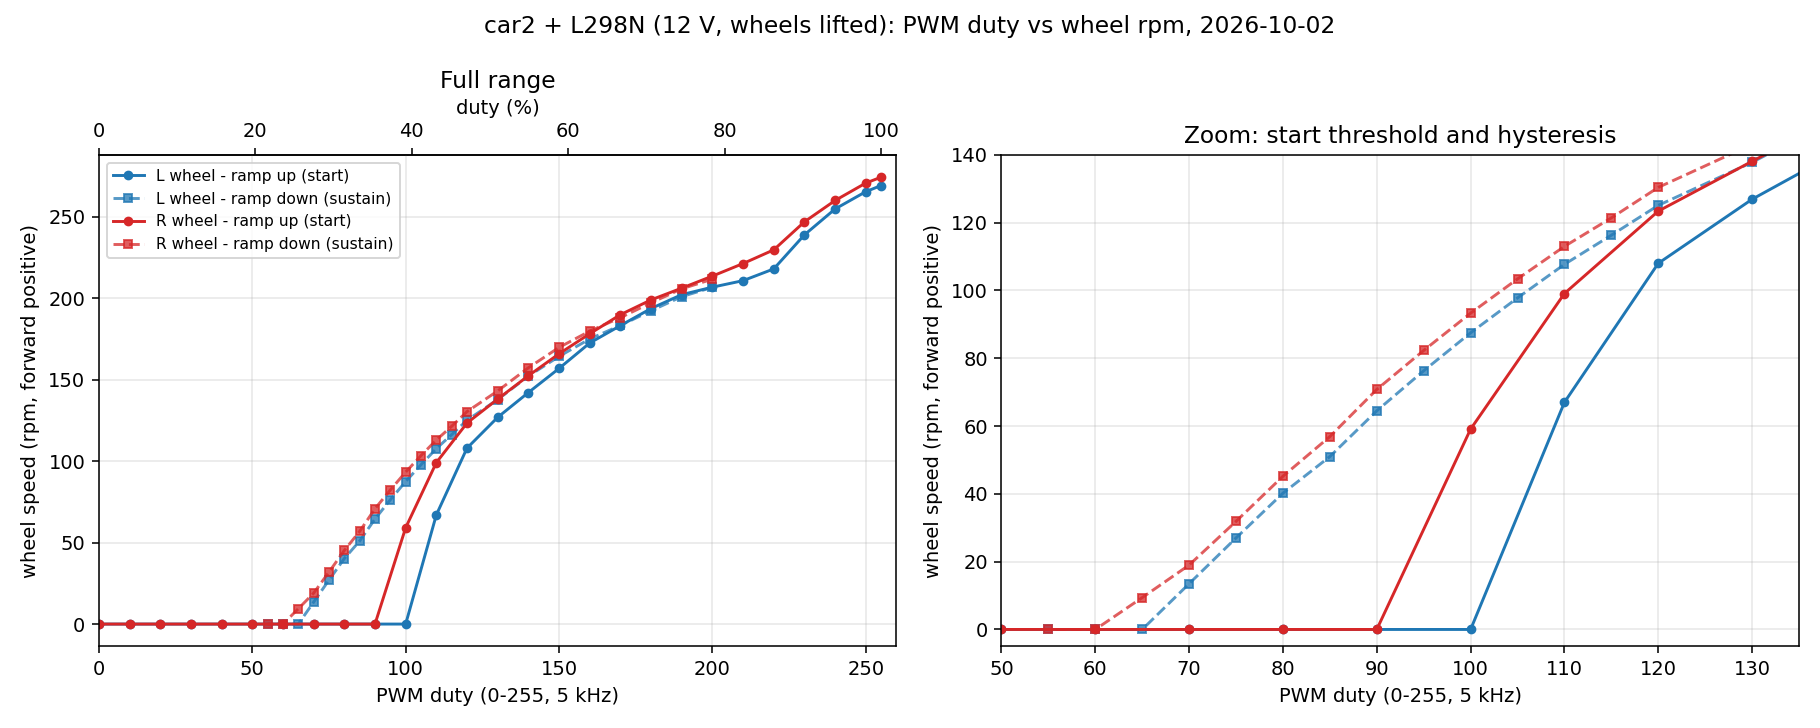 car2 + L298N (12 V, wheels lifted): PWM duty vs wheel rpm, 2026-10-02
Full range
duty (%)
0 20 40 60 80 100
L wheel - ramp up (start)
L wheel - ramp down (sustain)
R wheel - ramp up (start)
R wheel - ramp down (sustain)
wheel speed (rpm, forward positive)
250
200
150
100
50
0
0 50 100 150 200 250
PWM duty (0-255, 5 kHz)
Zoom: start threshold and hysteresis
wheel speed (rpm, forward positive)
140
120
100
80
60
40
20
0
50 60 70 80 90 100 110 120 130
PWM duty (0-255, 5 kHz)